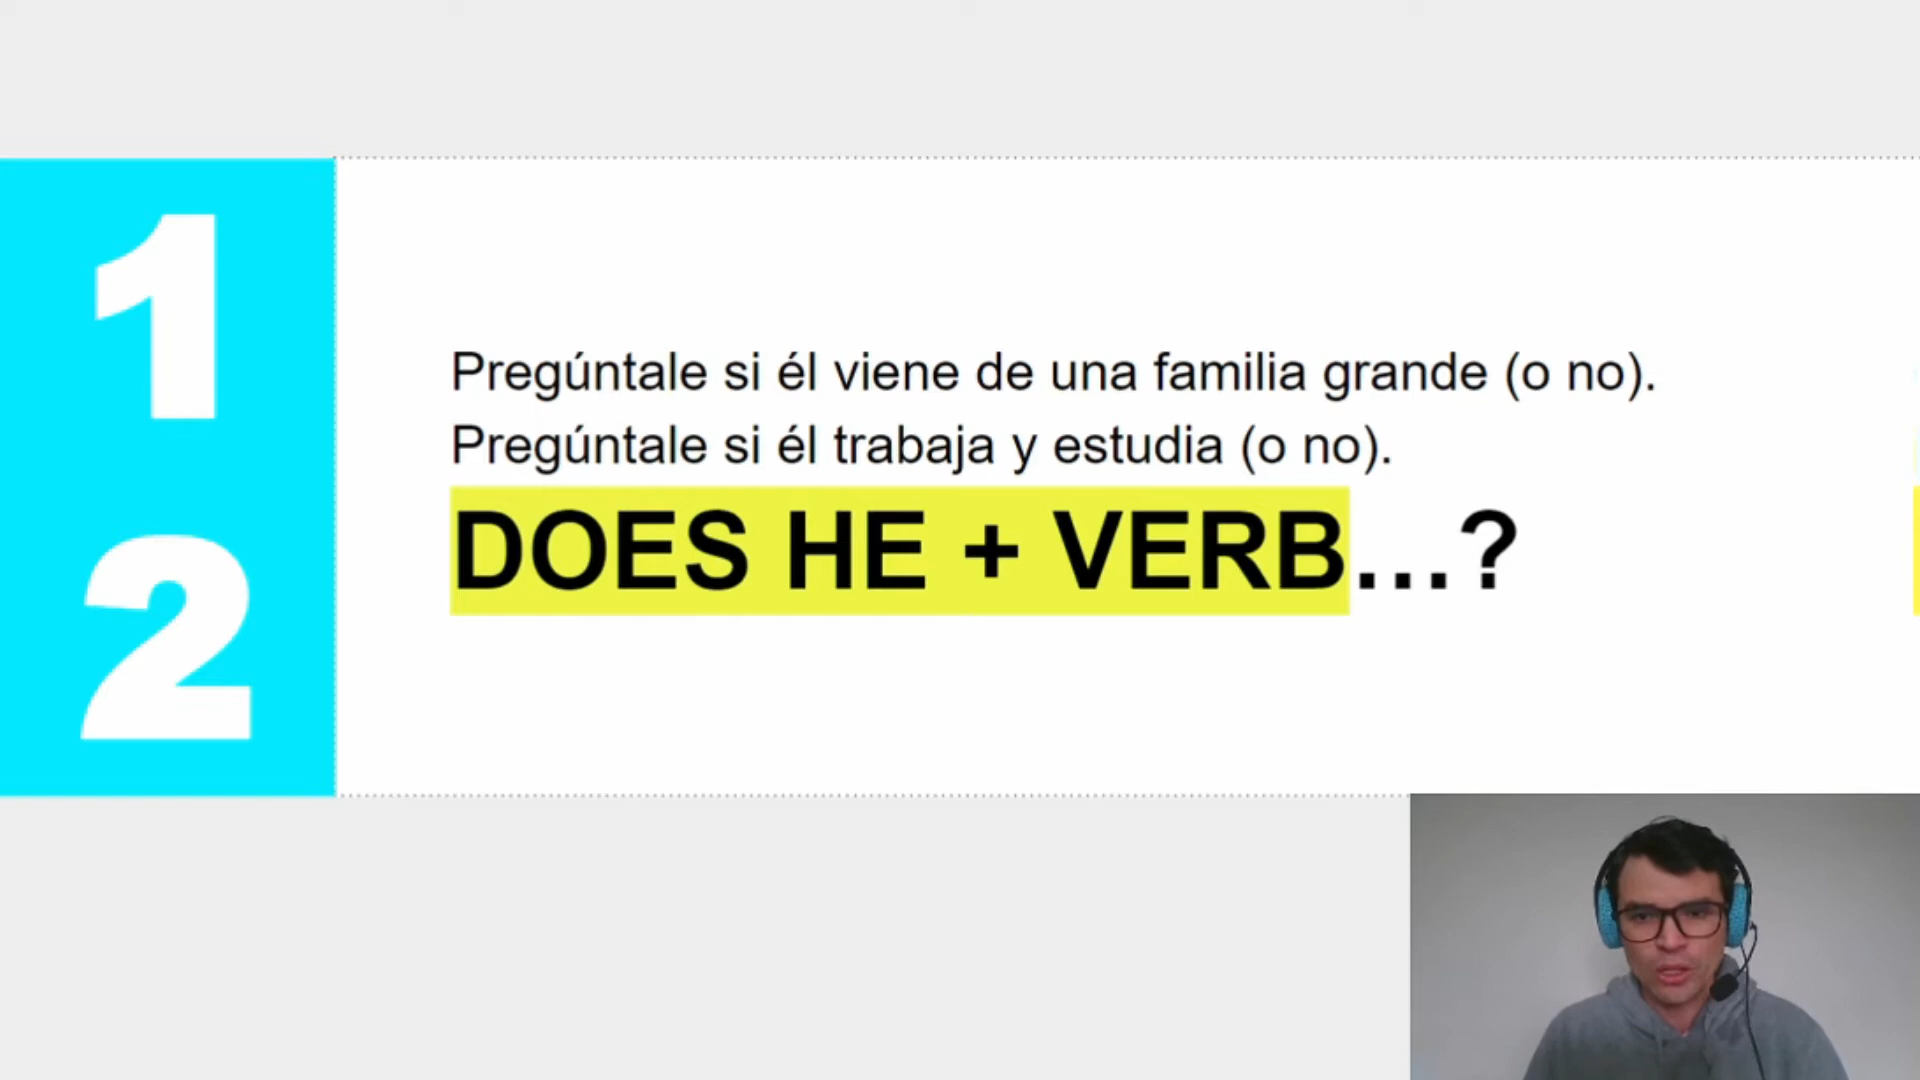 1
2
Pregúntale si él viene de una familia grande (o no).
Pregúntale si él trabaja y estudia (o no).
DOES HE + VERB...?